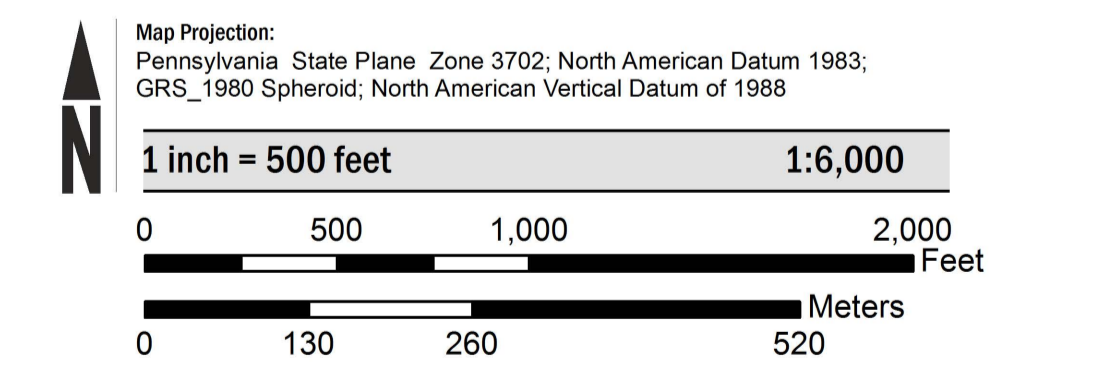 N
Map Projection:
Pennsylvania State Plane Zone 3702; North American Datum 1983;
GRS_1980 Spheroid; North American Vertical Datum of 1988
1 inch = 500 feet 1:6,000
0 500 1,000 2,000
Feet
Meters
0 130 260 520